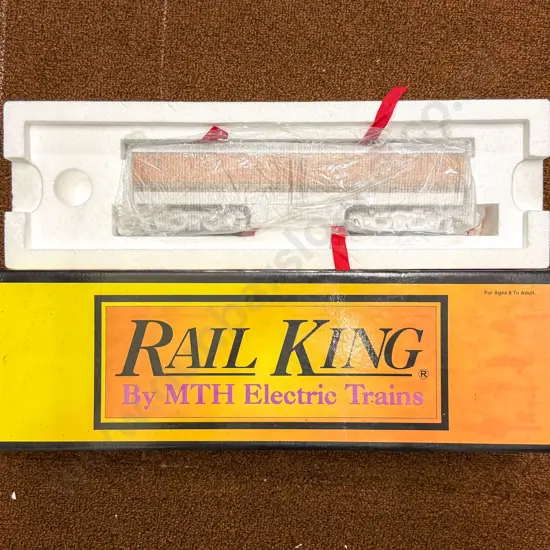 For Ages 8 To Adult.
RAIL KING®
By MTH Electric Trains